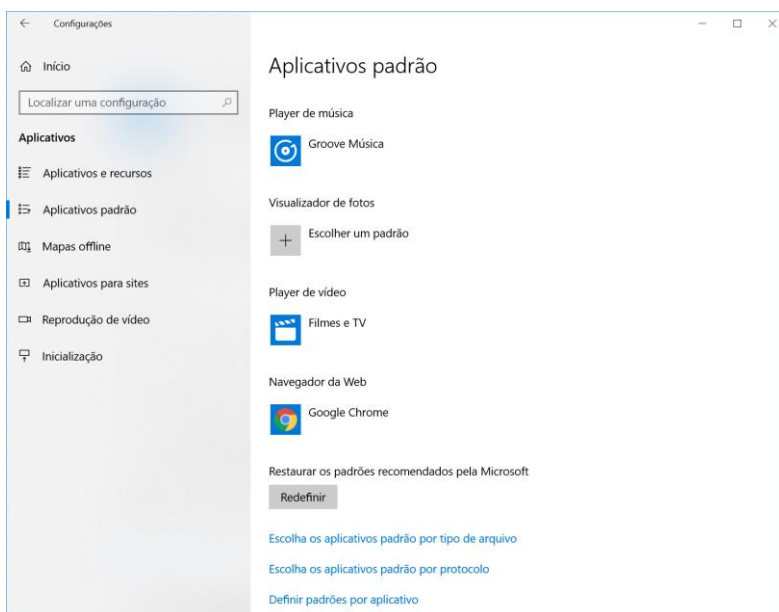 Configurações
Início
Localizar uma configuração
Aplicativos
Aplicativos e recursos
Aplicativos padrão
Mapas offline
Aplicativos para sites
Reprodução de vídeo
Inicialização
Aplicativos padrão
Player de música
Groove Música
Visualizador de fotos
Escolher um padrão
Player de vídeo
Filmes e TV
Navegador da Web
Google Chrome
Restaurar os padrões recomendados pela Microsoft
Redefinir
Escolha os aplicativos padrão por tipo de arquivo
Escolha os aplicativos padrão por protocolo
Definir padrões por aplicativo